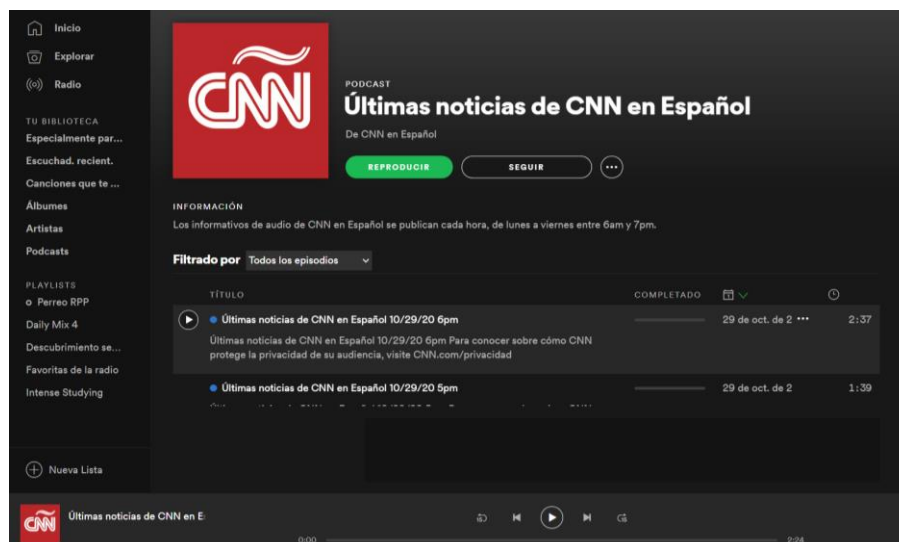 Inicio
Explorar
Radio
TU BIBLIOTECA
Especialmente par...
Escuchad. recient.
Canciones que te ...
Álbumes
Artistas
Podcasts
PLAYLISTS
Perreo RPP
Daily Mix 4
Descubrimiento se...
Favoritas de la radio
Intense Studying
Nueva Lista
CÑN
PODCAST
Últimas noticias de CNN en Español
De CNN en Español
REPRODUCIR SEGUIR
INFORMACIÓN
Los informativos de audio de CNN en Español se publican cada hora, de lunes a viernes entre 6am y 7pm.
Filtrado por Todos los episodios
TÍTULO COMPLETADO
Últimas noticias de CNN en Español 10/29/20 6pm 29 de oct. de 2 ••• 2:37
Últimas noticias de CNN en Español 10/29/20 6pm Para conocer sobre cómo CNN
protege la privacidad de su audiencia, visite CNN.com/privacidad
Últimas noticias de CNN en Español 10/29/20 5pm 29 de oct. de 2 1:39
CÑN
Últimas noticias de CNN en E
0:00 2:24